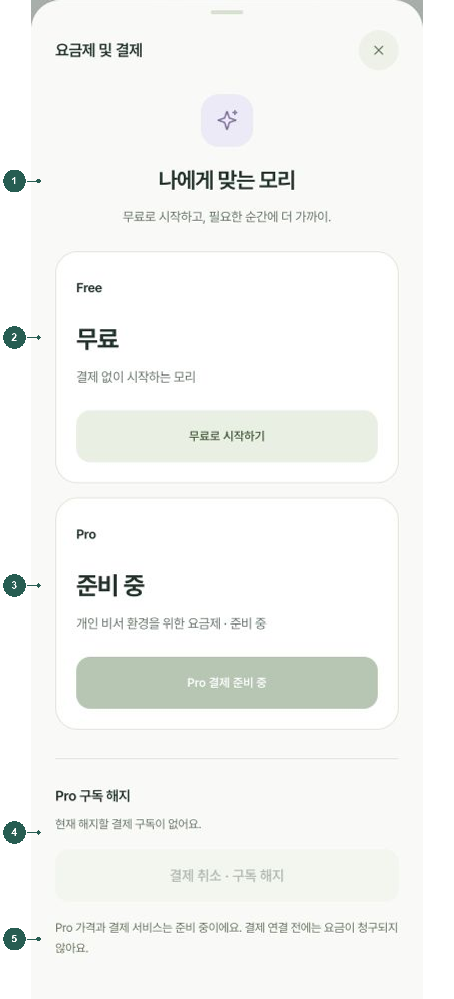 요금제 및 결제
1
나에게 맞는 모리
무료로 시작하고, 필요한 순간에 더 가까이.
Free
2
무료
결제 없이 시작하는 모리
무료로 시작하기
Pro
3
준비 중
개인 비서 환경을 위한 요금제 · 준비 중
Pro 결제 준비 중
Pro 구독 해지
현재 해지할 결제 구독이 없어요.
4
결제 취소 · 구독 해지
Pro 가격과 결제 서비스는 준비 중이에요. 결제 연결 전에는 요금이 청구되지
5
않아요.